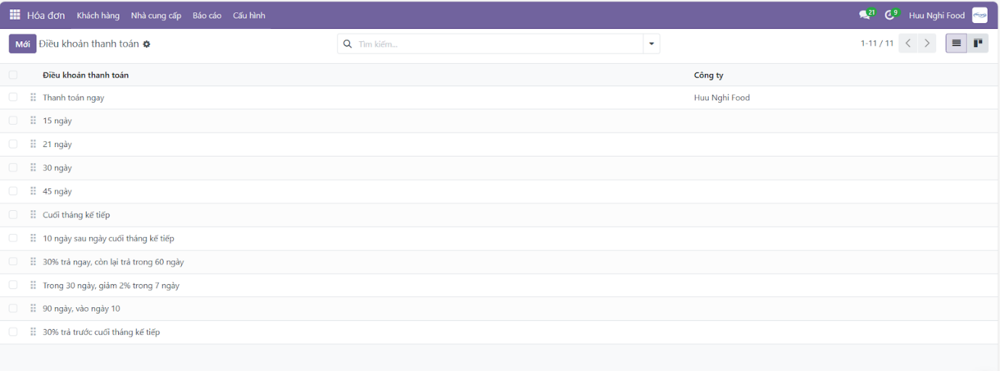 Hóa đơn Khách hàng Nhà cung cấp Báo cáo Cấu hình 21 9 Huu Nghi Food
Mới Điều khoản thanh toán Tìm kiếm... 1-11 / 11
Điều khoản thanh toán Công ty
Thanh toán ngay Huu Nghi Food
15 ngày
21 ngày
30 ngày
45 ngày
Cuối tháng kế tiếp
10 ngày sau ngày cuối tháng kế tiếp
30% trả ngay, còn lại trả trong 60 ngày
Trong 30 ngày, giảm 2% trong 7 ngày
90 ngày, vào ngày 10
30% trả trước cuối tháng kế tiếp